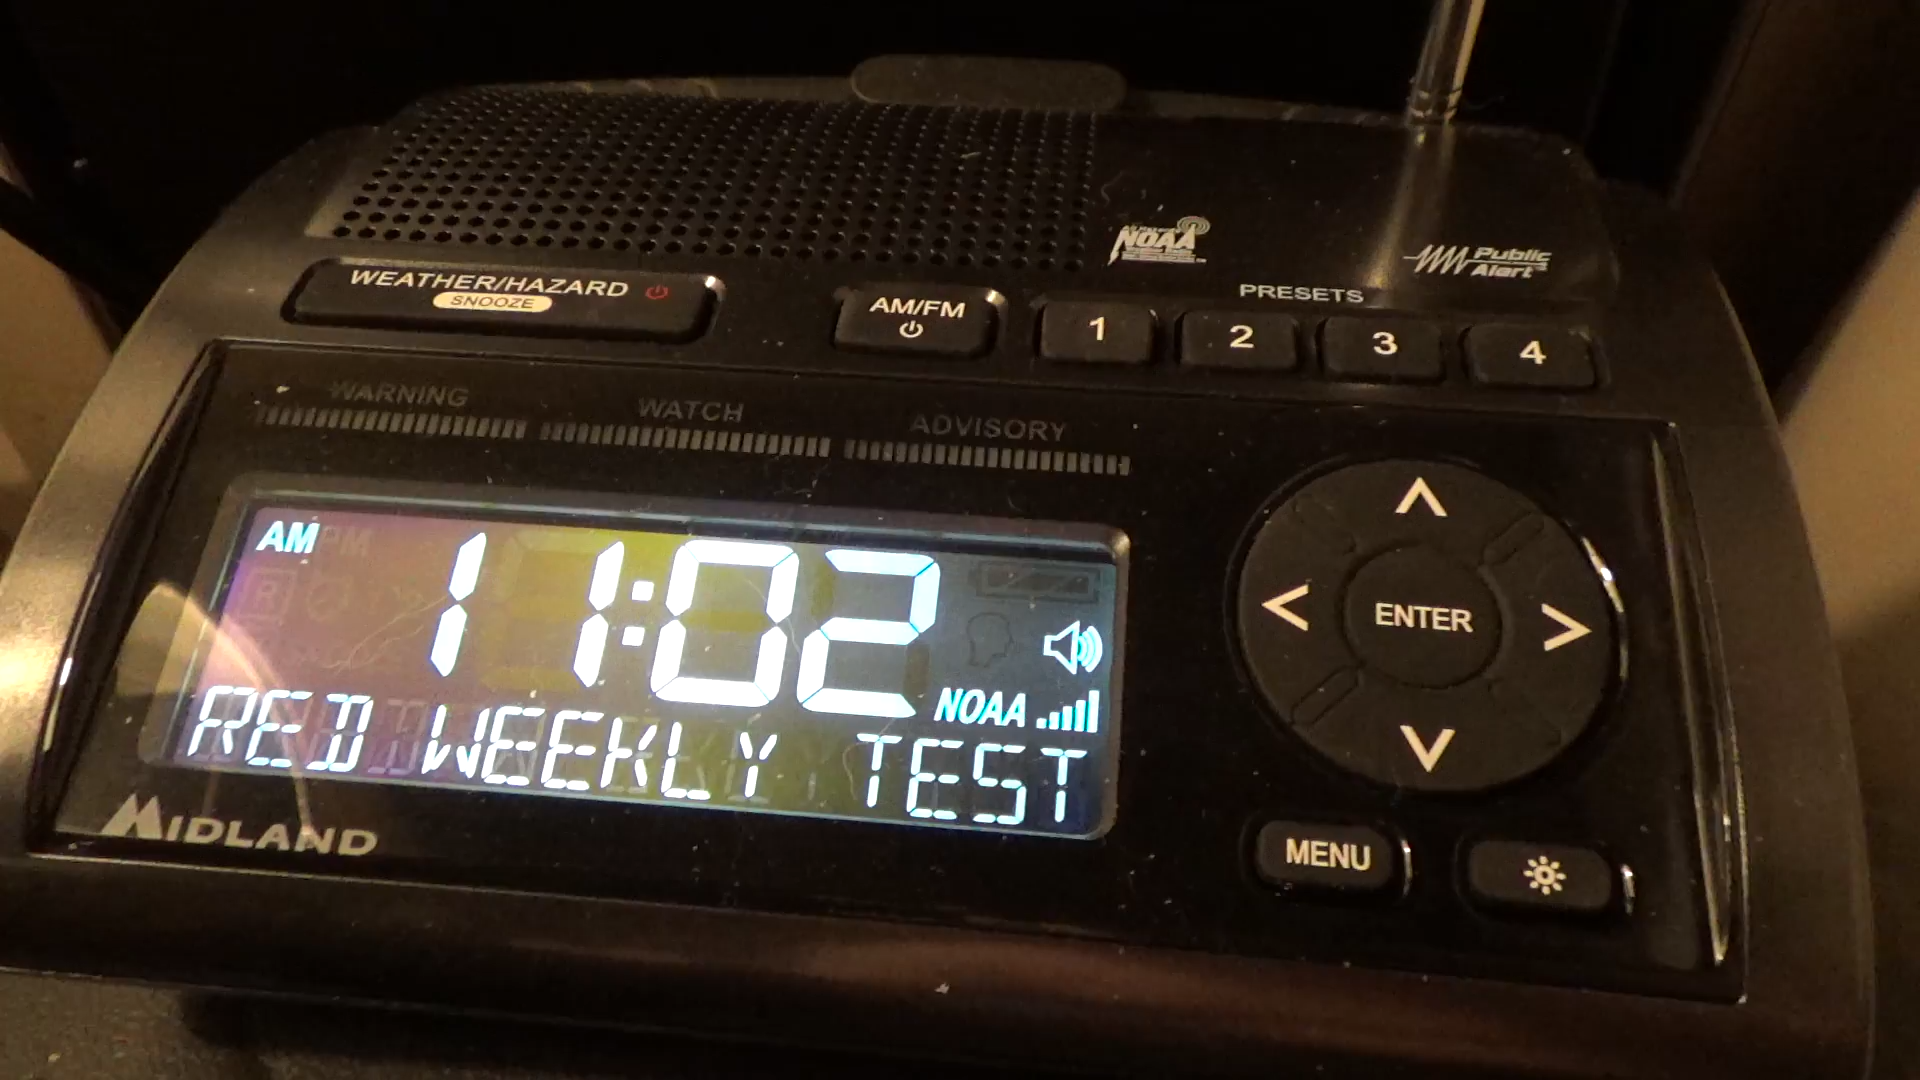 NOAA
Public
Alert
WEATHER/HAZARD
SNOOZE
AM/FM
PRESETS
1 2 3 4
WARNING WATCH ADVISORY
AM PM
11:02
NOAA
RED WEEKLY TEST
MIDLAND
ENTER
MENU